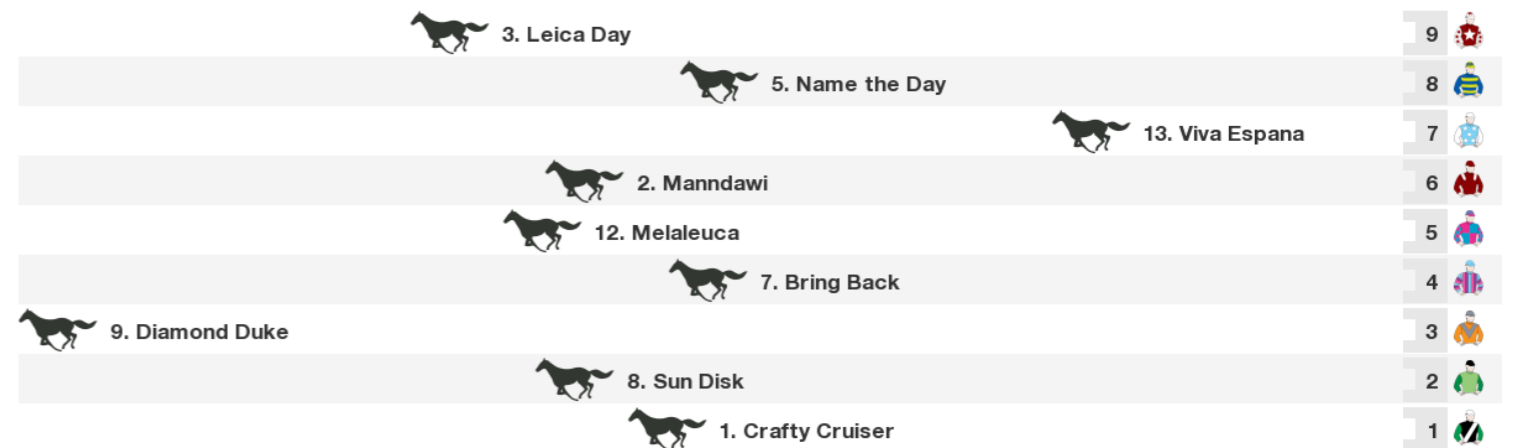 3. Leica Day 9
5. Name the Day 8
13. Viva Espana 7
2. Manndawi 6
12. Melaleuca 5
7. Bring Back 4
9. Diamond Duke 3
8. Sun Disk 2
1. Crafty Cruiser 1